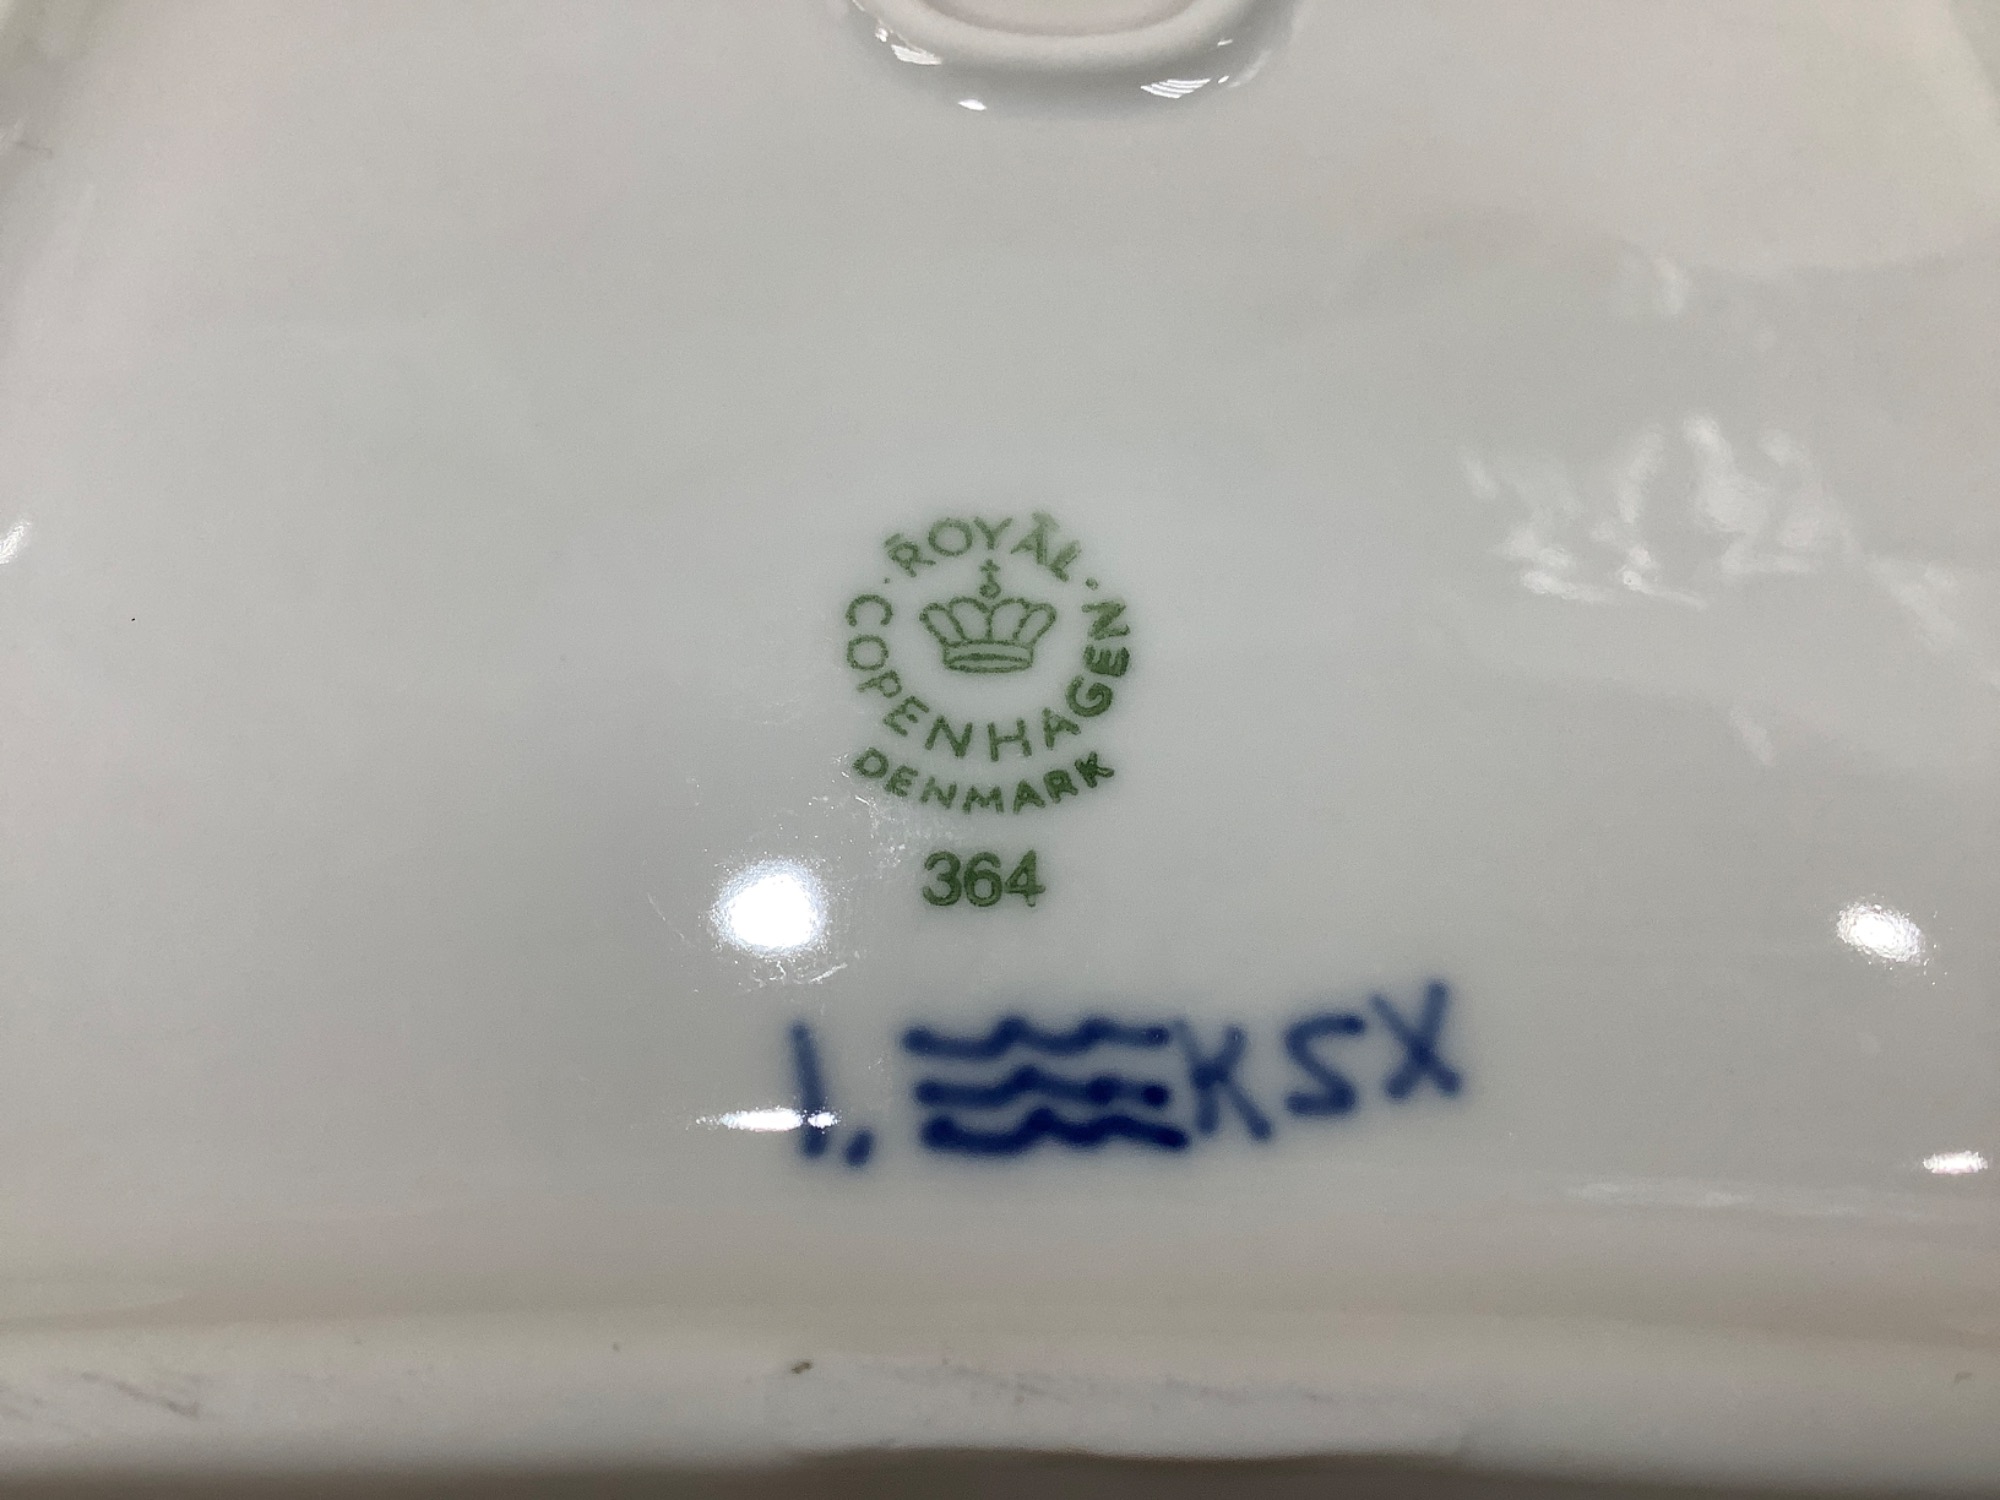 · ROYAL ·
COPENHAGEN
DENMARK
364
1. KSX